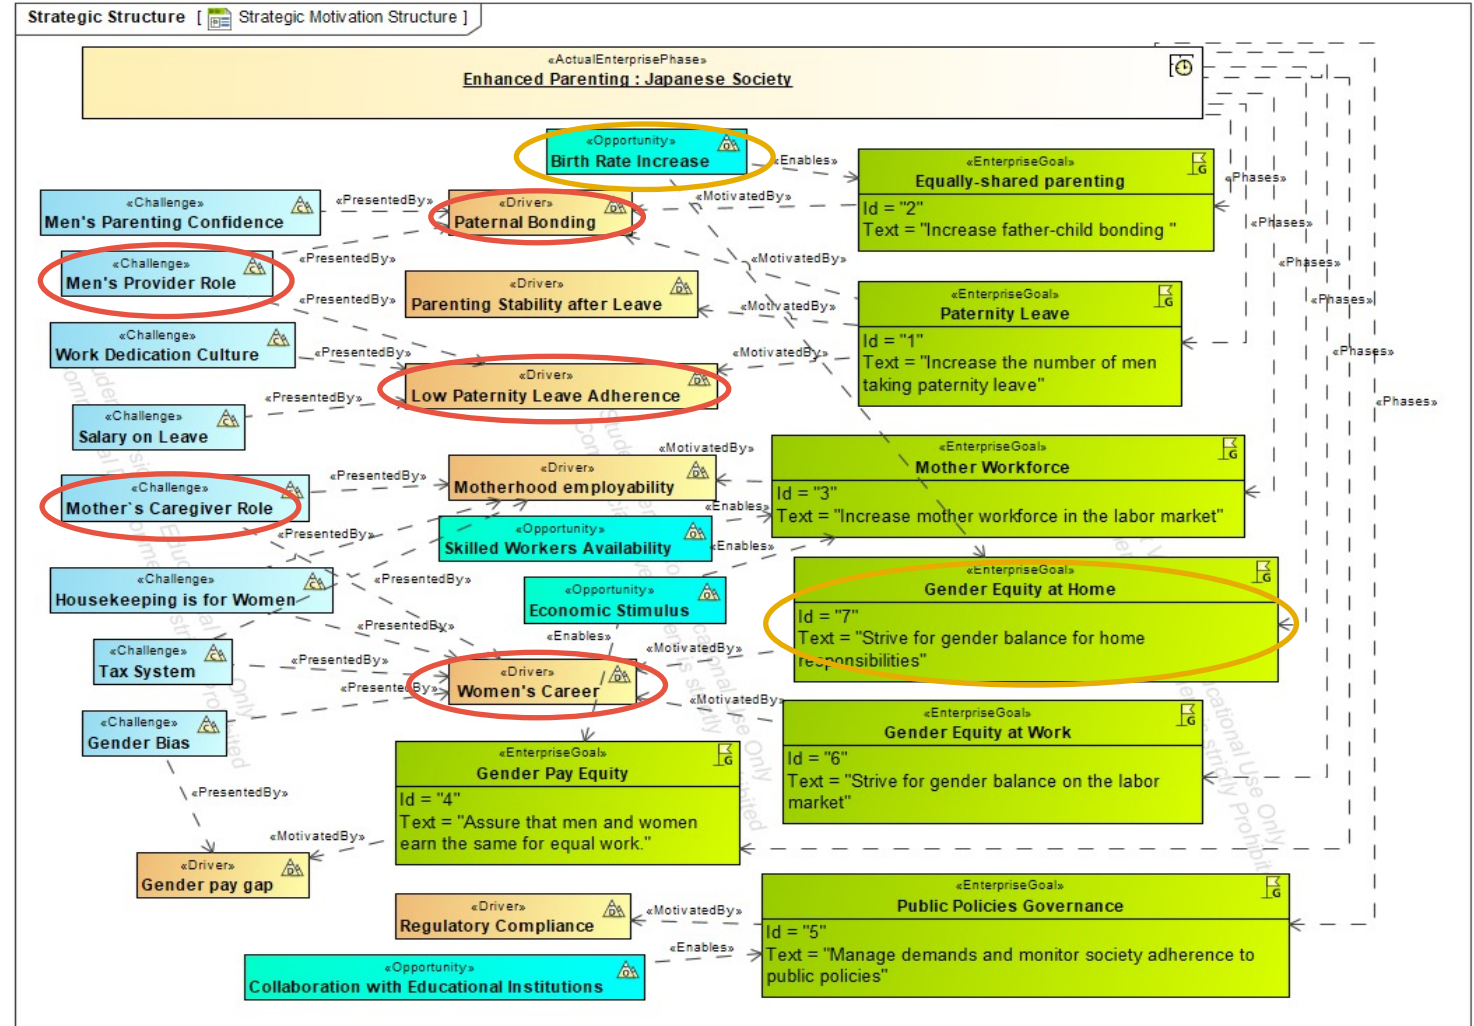 Strategic Structure [ Strategic Motivation Structure ]
«ActualEnterprisePhase»
Enhanced Parenting : Japanese Society
«Opportunity»
Birth Rate Increase
«Enables»
«EnterpriseGoal»
Equally-shared parenting
Id = "2"
Text = "Increase father-child bonding "
«Phases»
«Challenge»
Men's Parenting Confidence
«PresentedBy»
«Driver»
Paternal Bonding
«MotivatedBy»
«Phases»
«Challenge»
Men's Provider Role
«PresentedBy»
«PresentedBy»
«Driver»
Parenting Stability after Leave
«MotivatedBy»
«MotivatedBy»
«Phases»
«EnterpriseGoal»
Paternity Leave
Id = "1"
Text = "Increase the number of men
taking paternity leave"
«Phases»
«Challenge»
Work Dedication Culture
«PresentedBy»
«Driver»
Low Paternity Leave Adherence
«MotivatedBy»
«Phases»
«Challenge»
Salary on Leave
«PresentedBy»
«Phases»
«Challenge»
Mother`s Caregiver Role
«PresentedBy»
«Driver»
Motherhood employability
«MotivatedBy»
«EnterpriseGoal»
Mother Workforce
Id = "3"
Text = "Increase mother workforce in the labor market"
«PresentedBy»
«Opportunity»
Skilled Workers Availability
«Enables»
«Enables»
«Challenge»
Housekeeping is for Women
«PresentedBy»
«PresentedBy»
«Opportunity»
Economic Stimulus
«Enables»
«EnterpriseGoal»
Gender Equity at Home
Id = "7"
Text = "Strive for gender balance for home
responsibilities"
«Challenge»
Tax System
«PresentedBy»
«PresentedBy»
«Driver»
Women's Career
«MotivatedBy»
«MotivatedBy»
«Challenge»
Gender Bias
«EnterpriseGoal»
Gender Equity at Work
Id = "6"
Text = "Strive for gender balance on the labor
market"
«PresentedBy»
«EnterpriseGoal»
Gender Pay Equity
Id = "4"
Text = "Assure that men and women
earn the same for equal work."
«MotivatedBy»
«Driver»
Gender pay gap
«Driver»
Regulatory Compliance
«MotivatedBy»
«EnterpriseGoal»
Public Policies Governance
Id = "5"
Text = "Manage demands and monitor society adherence to
public policies"
«Enables»
«Opportunity»
Collaboration with Educational Institutions